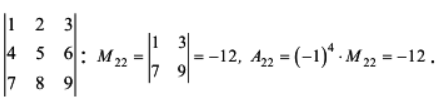 |1 2 3|
|4 5 6| : M₂₂ = |1 3| = −12, A₂₂ = (−1)⁴ · M₂₂ = −12 .
|7 8 9| |7 9|